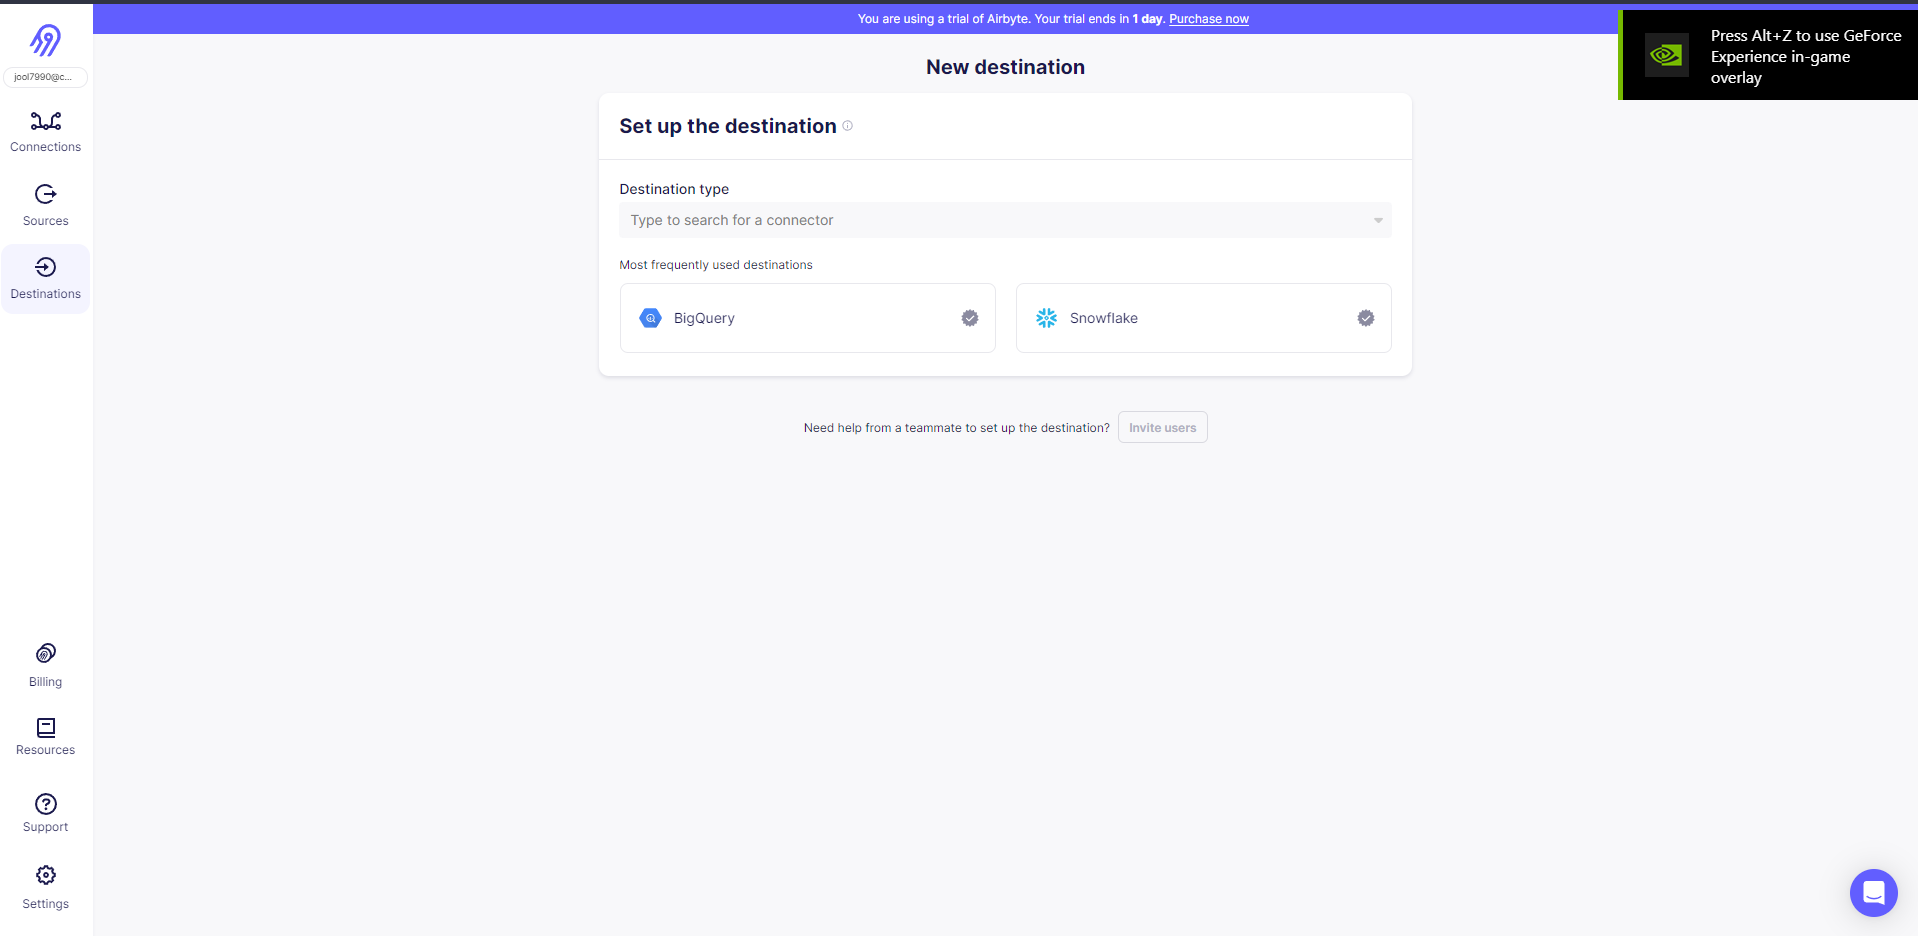 You are using a trial of Airbyte. Your trial ends in 1 day. Purchase now
Press Alt+Z to use GeForce
Experience in-game
overlay
jool7990@c...
Connections
Sources
Destinations
Billing
Resources
Support
Settings
New destination
Set up the destination
Destination type
Type to search for a connector
Most frequently used destinations
BigQuery
Snowflake
Need help from a teammate to set up the destination? Invite users